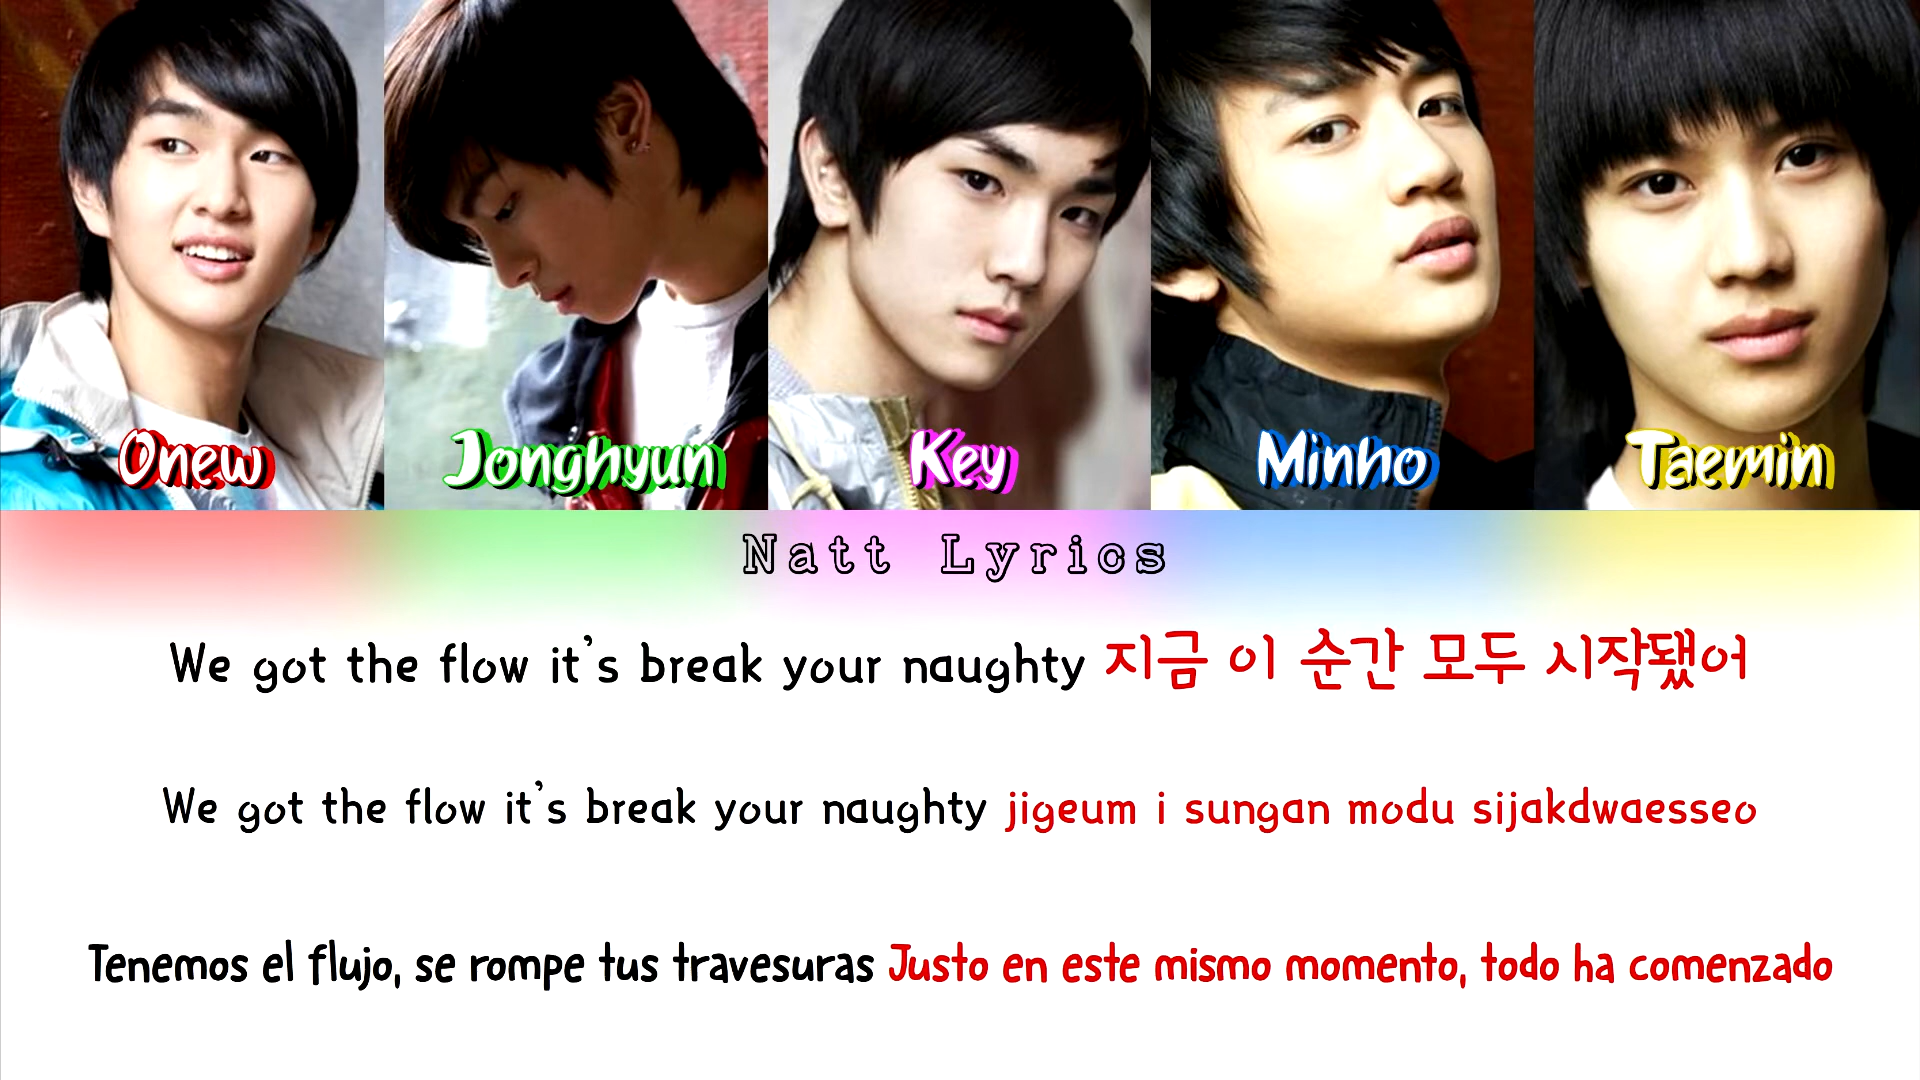 Onew Jonghyun Key Minho Taemin
Natt Lyrics
We got the flow it's break your naughty 지금 이 순간 모두 시작됐어
We got the flow it's break your naughty jigeum i sungan modu sijakdwaesseo
Tenemos el flujo, se rompe tus travesuras Justo en este mismo momento, todo ha comenzado